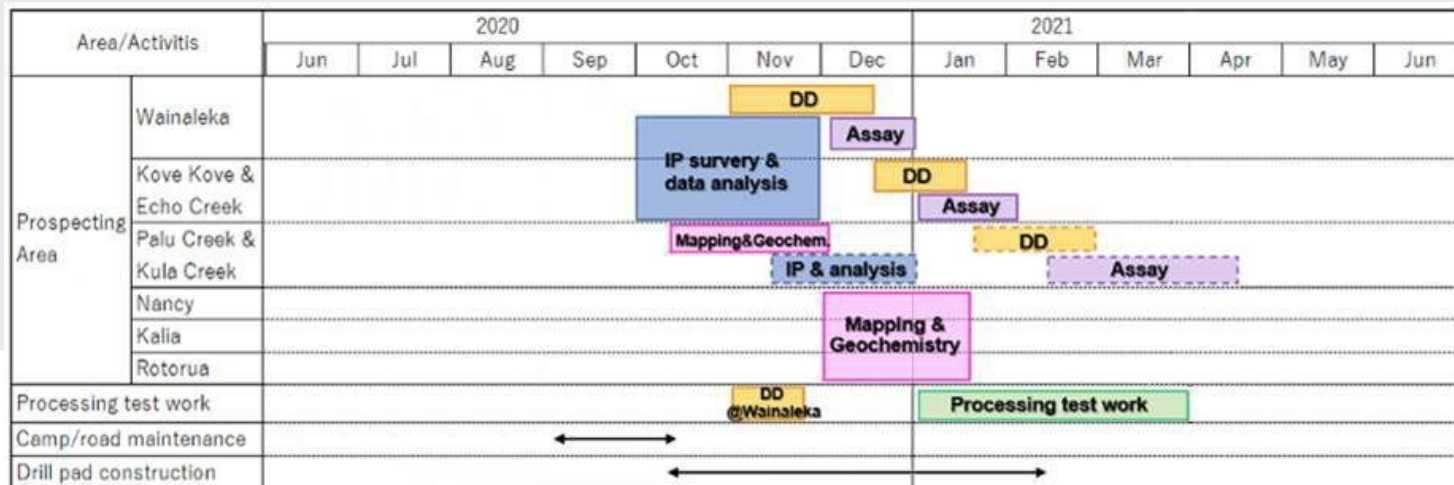 Area/Activitis
2020
2021
Jun Jul Aug Sep Oct Nov Dec Jan Feb Mar Apr May Jun
Prospecting
Area
Wainaleka
DD
Assay
IP survery &
data analysis
Kove Kove &
Echo Creek
DD
Assay
Palu Creek &
Kula Creek
Mapping&Geochem.
DD
IP & analysis
Assay
Nancy
Kalia
Rotorua
Mapping &
Geochemistry
Processing test work
DD
@Wainaleka
Processing test work
Camp/road maintenance
Drill pad construction